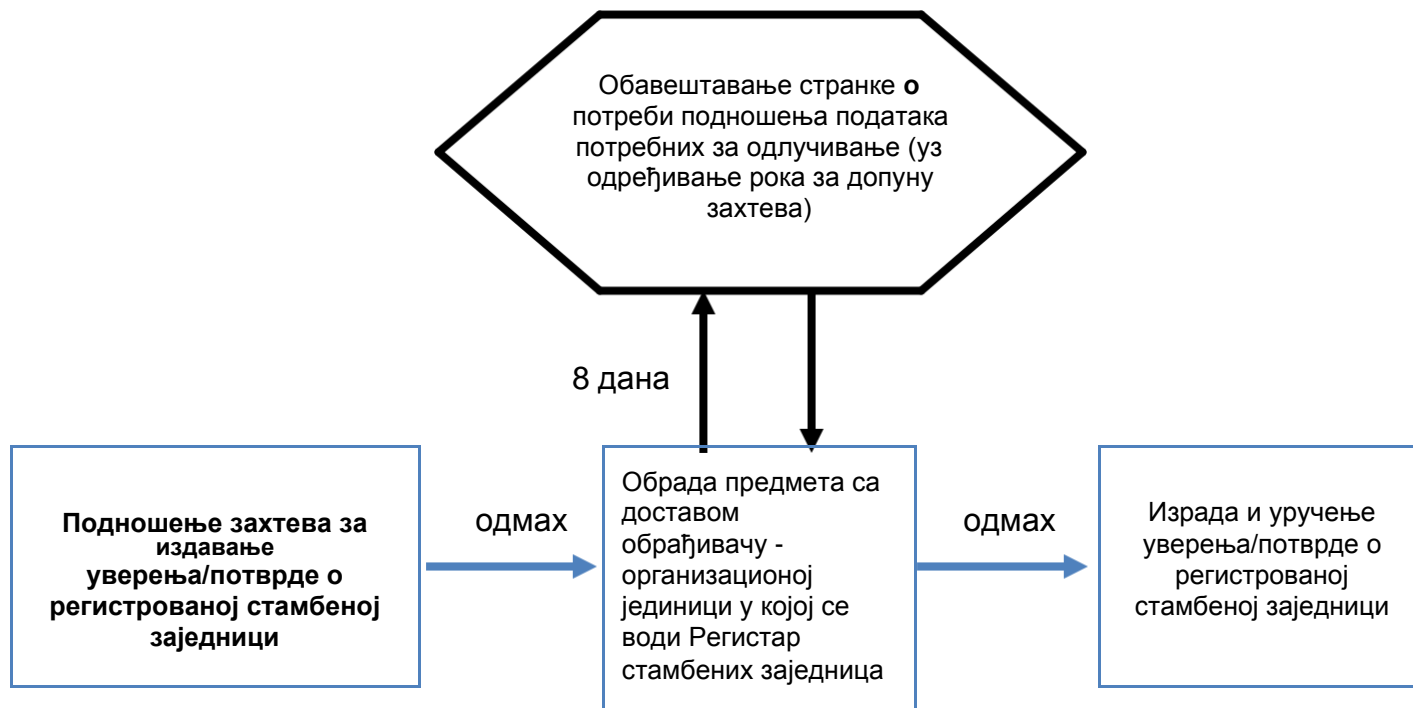 Обавештавање странке о
потреби подношења података
потребних за одлучивање (уз
одређивање рока за допуну
захтева)
8 дана
Подношење захтева за
издавање
уверења/потврде о
регистрованој стамбеној
заједници
одмах
Обрада предмета са
доставом
обрађивачу -
организационој
јединици у којој се
води Регистар
стамбених заједница
одмах
Израда и уручење
уверења/потврде о
регистрованој
стамбеној заједници